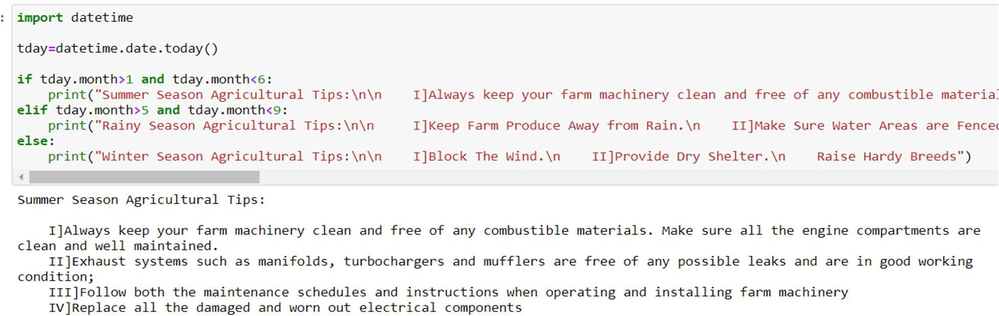 :
import datetime
tday=datetime.date.today()
if tday.month>1 and tday.month<6:
    print("Summer Season Agricultural Tips:\n\n    I]Always keep your farm machinery clean and free of any combustible material
elif tday.month>5 and tday.month<9:
    print("Rainy Season Agricultural Tips:\n\n     I]Keep Farm Produce Away from Rain.\n    II]Make Sure Water Areas are Fenced
else:
    print("Winter Season Agricultural Tips:\n\n    I]Block The Wind.\n    II]Provide Dry Shelter.\n    Raise Hardy Breeds")
Summer Season Agricultural Tips:
    I]Always keep your farm machinery clean and free of any combustible materials. Make sure all the engine compartments are
clean and well maintained.
    II]Exhaust systems such as manifolds, turbochargers and mufflers are free of any possible leaks and are in good working
condition;
    III]Follow both the maintenance schedules and instructions when operating and installing farm machinery
    IV]Replace all the damaged and worn out electrical components